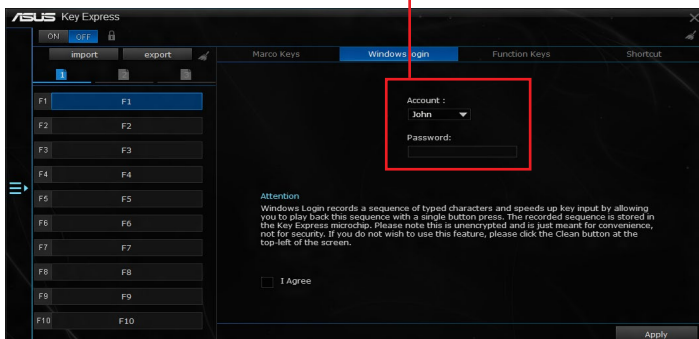 ASUS Key Express
ON OFF
import export
Marco Keys Windows Login Function Keys Shortcut
1 2 3
F1 F1
F2 F2
F3 F3
F4 F4
F5 F5
F6 F6
F7 F7
F8 F8
F9 F9
F10 F10
Account :
John
Password:
Attention
Windows Login records a sequence of typed characters and speeds up key input by allowing
you to play back this sequence with a single button press. The recorded sequence is stored in
the Key Express microchip. Please note this is unencrypted and is just meant for convenience,
not for security. If you do not wish to use this feature, please click the Clean button at the
top-left of the screen.
I Agree
Apply